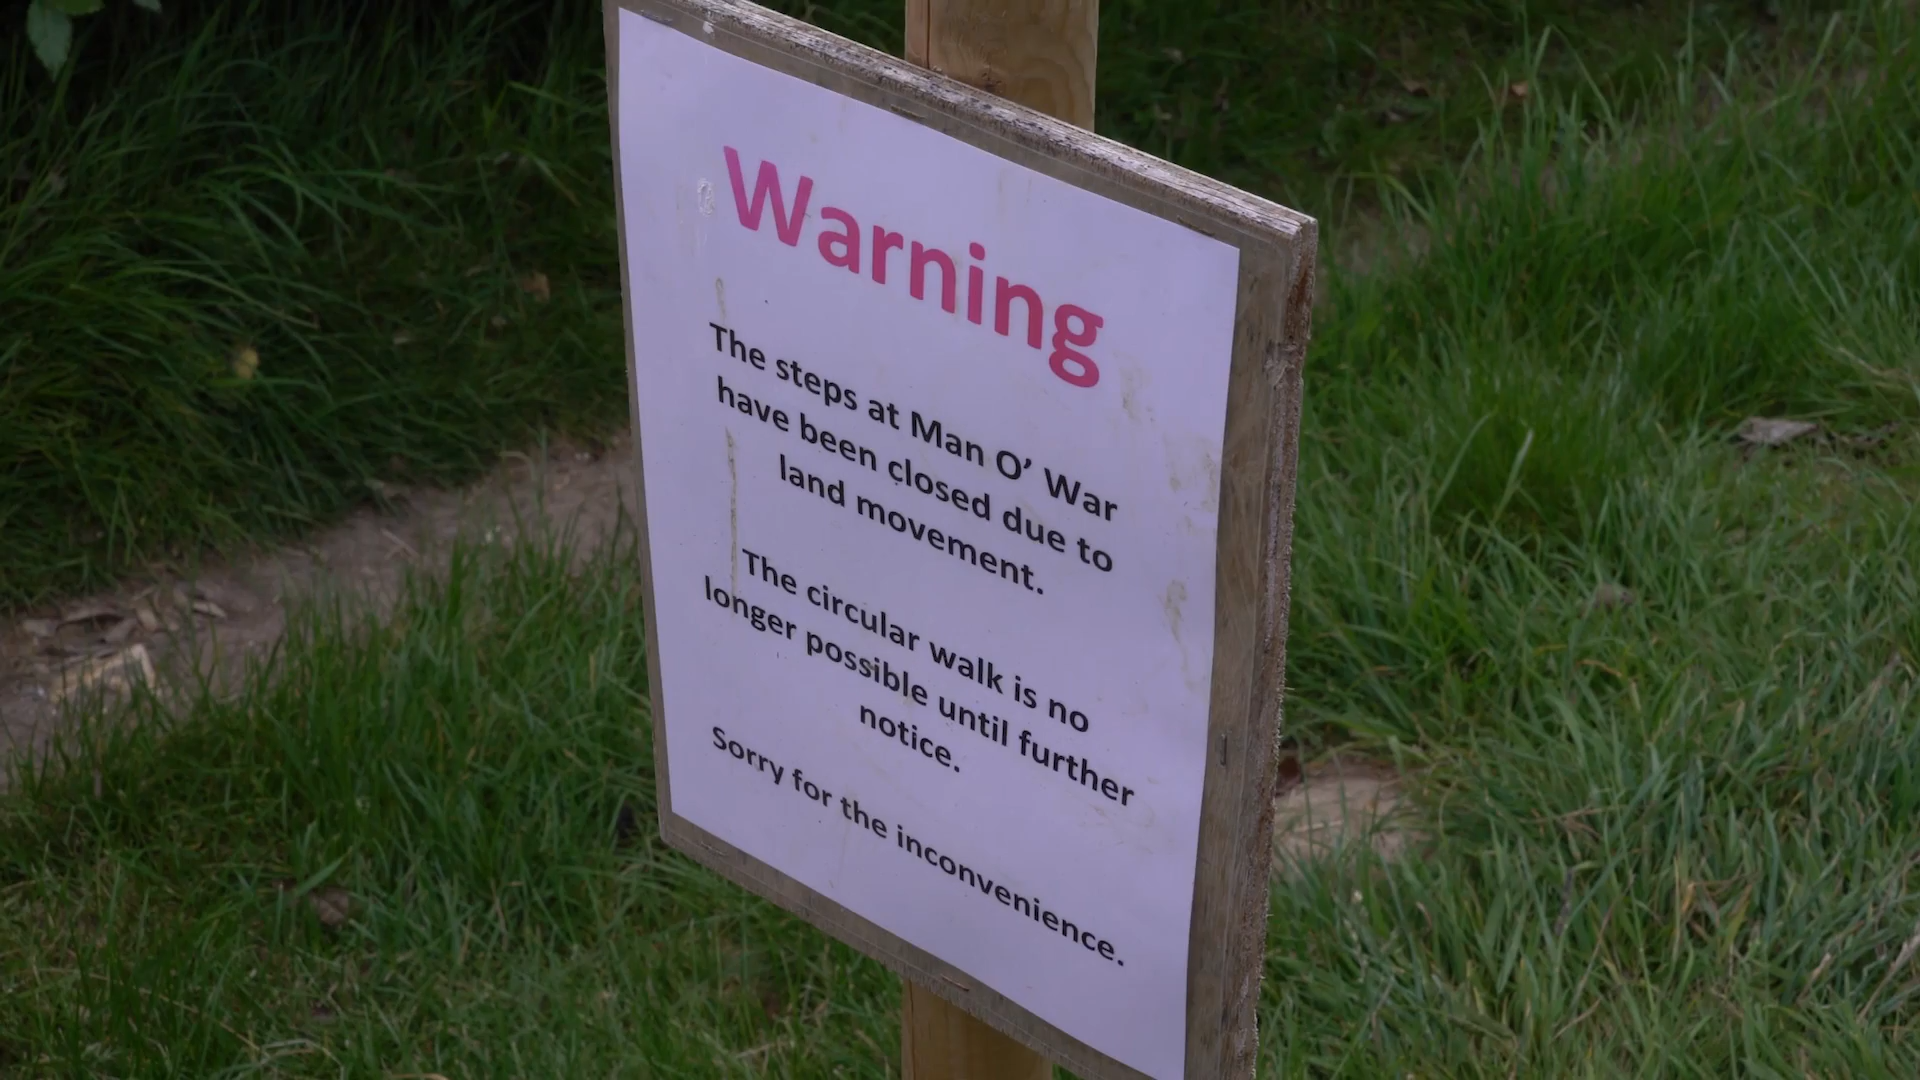 Warning
The steps at Man O’ War
have been closed due to
land movement.
The circular walk is no
longer possible until further
notice.
Sorry for the inconvenience.